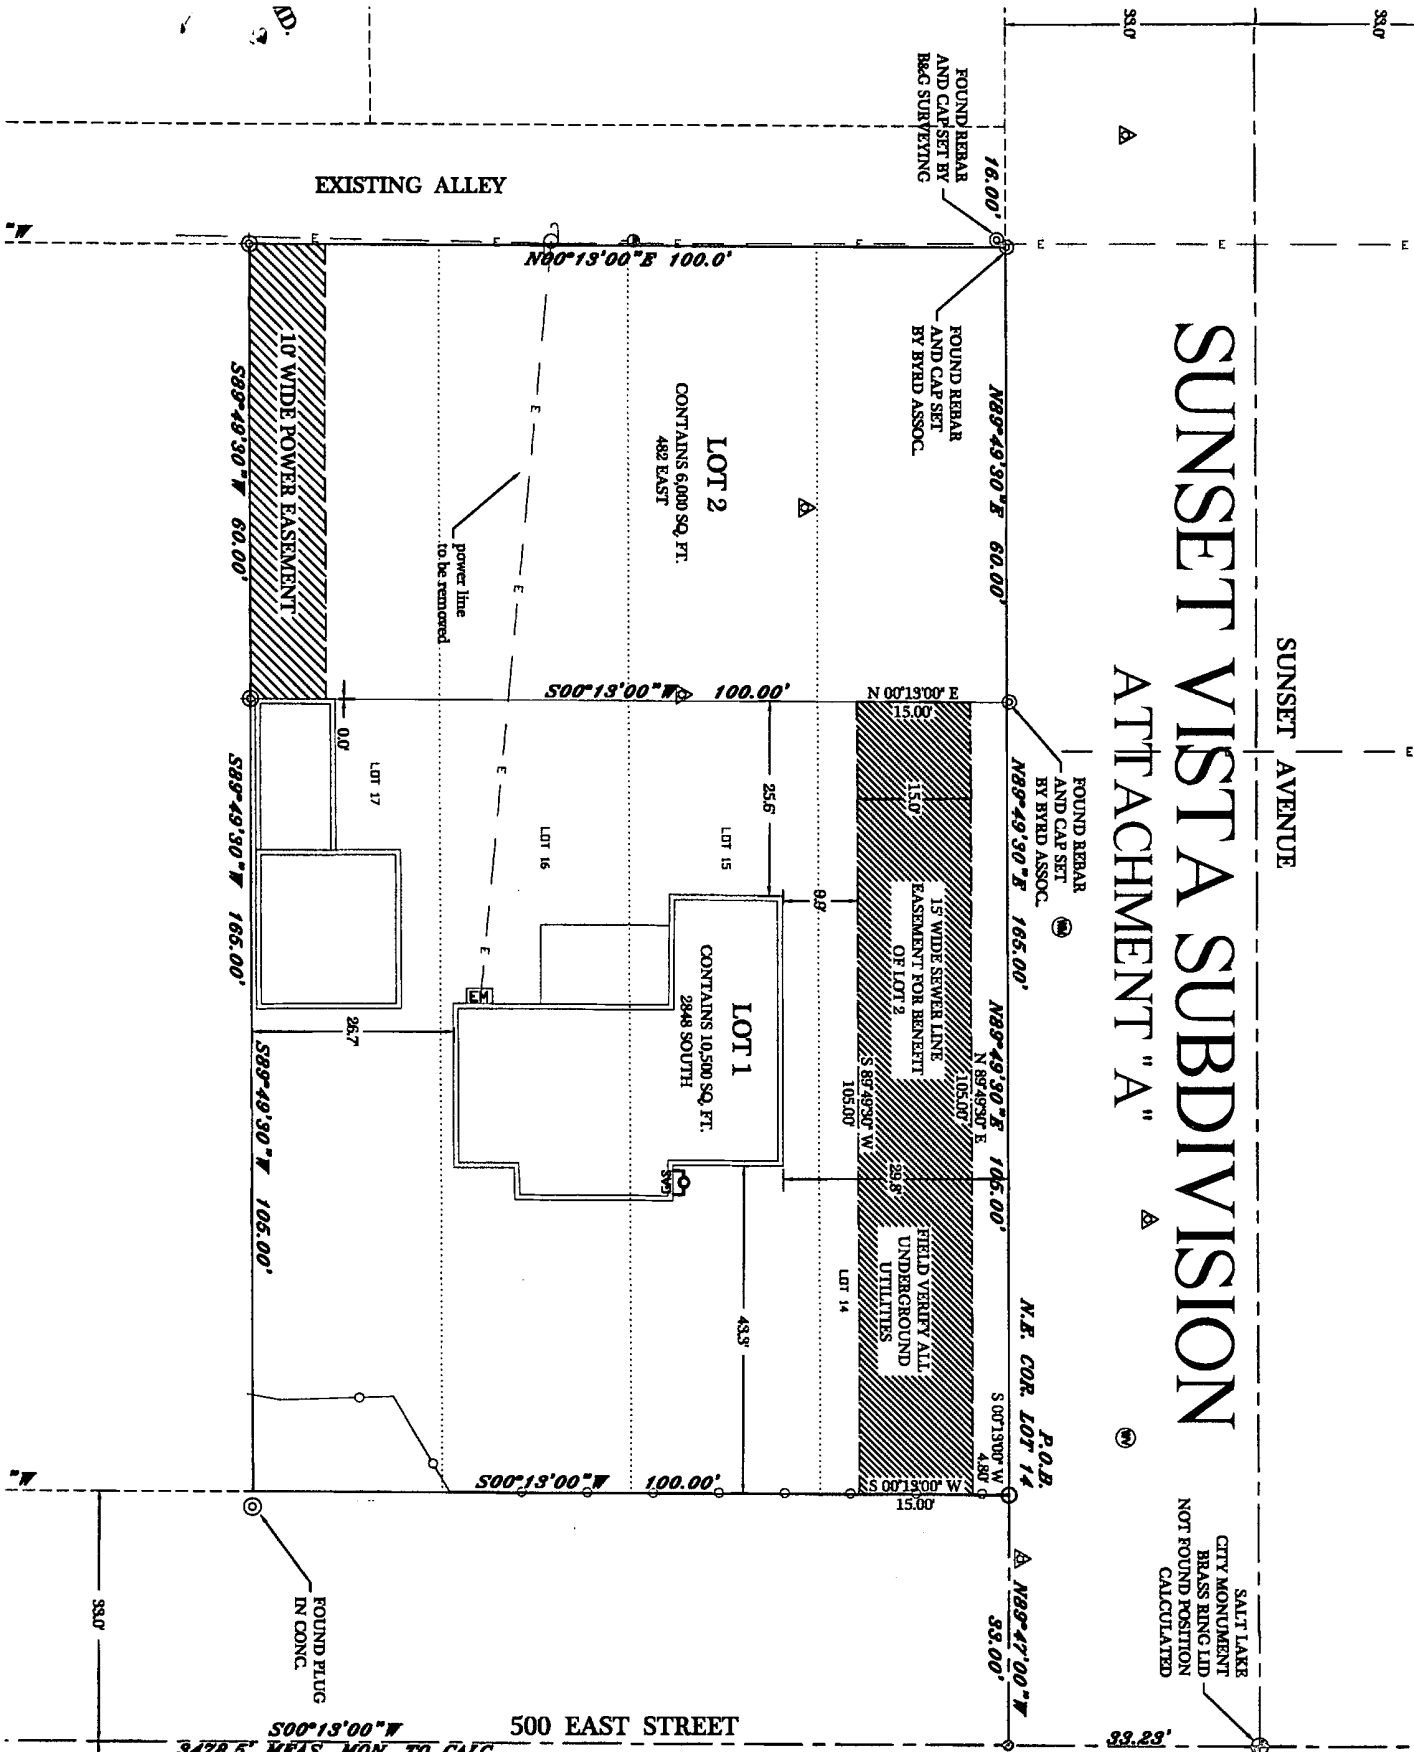 SUNSET VISTA SUBDIVISION
ATTACHMENT "A"
SUNSET AVENUE
33.0'
33.0'
FOUND REBAR
AND CAP SET BY
B&G SURVEYING
16.00'
FOUND REBAR
AND CAP SET
BY BYRD ASSOC.
N89°49'30"E 60.00'
FOUND REBAR
AND CAP SET
BY BYRD ASSOC.
N89°49'30"E 165.00'
N89°49'30"E 105.00'
P.O.B.
N.E. COR. LOT 14
N89°47'00"W
33.00'
SALT LAKE
CITY MONUMENT
BRASS RING LID
NOT FOUND POSITION
CALCULATED
33.23'
EXISTING ALLEY
N00°13'00"E 100.0'
LOT 2
CONTAINS 6,000 SQ. FT.
482 EAST
power line
to be removed
10' WIDE POWER EASEMENT
S89°49'30"W 60.00'
S00°13'00"W 100.00'
N 00°13'00" E
15.00'
15.0'
15' WIDE SEWER LINE
EASEMENT FOR BENEFIT
OF LOT 2
N 89°49'30" E
105.00'
S 89°49'30" W
105.00'
29.8'
FIELD VERIFY ALL
UNDERGROUND
UTILITIES
S 00°13'00" W
4.80'
S 00°13'00" W
15.00'
25.6'
9.9'
LOT 14
LOT 15
LOT 16
LOT 17
0.0'
LOT 1
CONTAINS 10,500 SQ. FT.
2848 SOUTH
EM
GAS
43.3'
26.7'
S89°49'30"W 165.00'
S89°49'30"W 105.00'
S00°13'00"W 100.00'
FOUND PLUG
IN CONC.
33.0'
500 EAST STREET
S00°13'00"W
3478.5' MEAS. MON. TO CALC.
"W
"W
E
E
E
E
E
E
E
E
E
E
E
E
E
WV